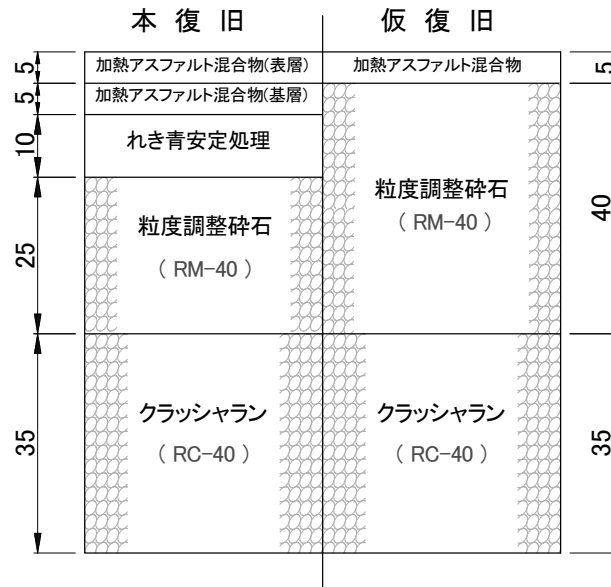 本 復 旧
仮 復 旧
5
加熱アスファルト混合物(表層)
加熱アスファルト混合物
5
5
加熱アスファルト混合物(基層)
10
れき青安定処理
25
粒度調整砕石
( RM-40 )
粒度調整砕石
( RM-40 )
40
35
クラッシャラン
( RC-40 )
クラッシャラン
( RC-40 )
35